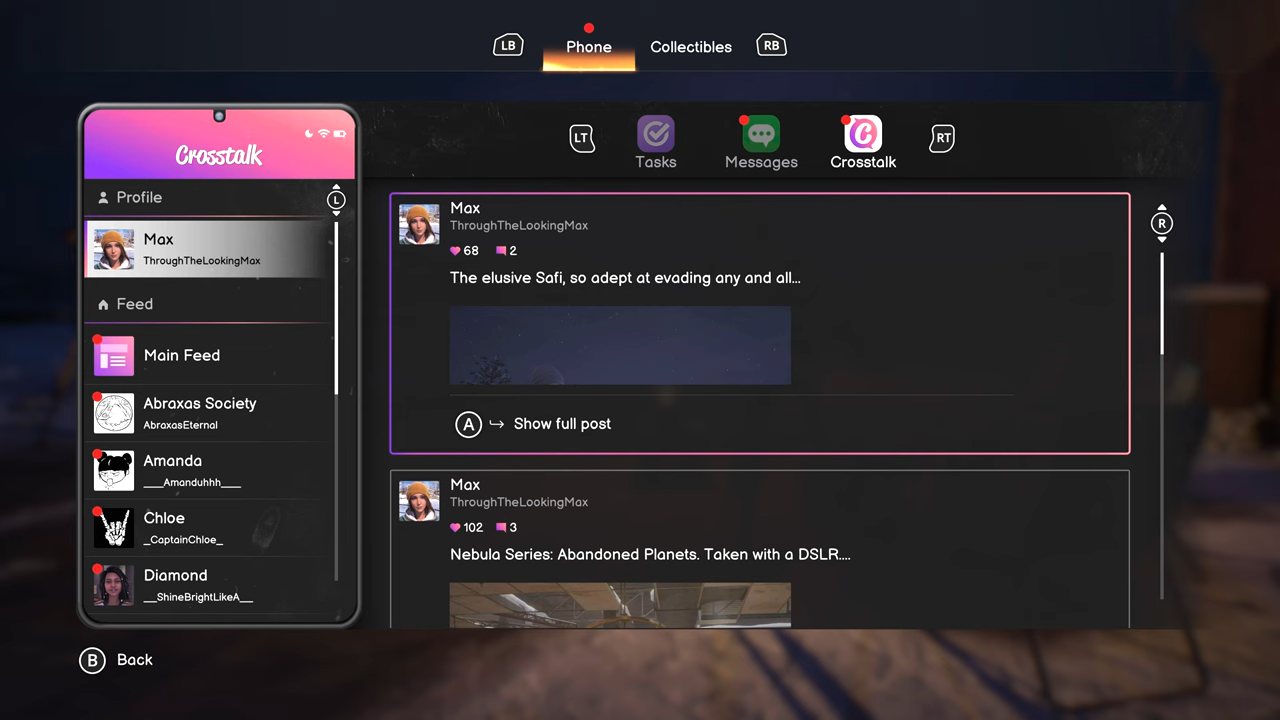 LB
Phone
Collectibles
RB
Crosstalk
Profile
L
Max
ThroughTheLookingMax
Feed
Main Feed
Abraxas Society
AbraxasEternal
Amanda
___Amanduhhh___
Chloe
_CaptainChloe_
Diamond
__ShineBrightLikeA__
LT
Tasks
Messages
Crosstalk
RT
R
Max
ThroughTheLookingMax
68 2
The elusive Safi, so adept at evading any and all...
A Show full post
Max
ThroughTheLookingMax
102 3
Nebula Series: Abandoned Planets. Taken with a DSLR....
B Back